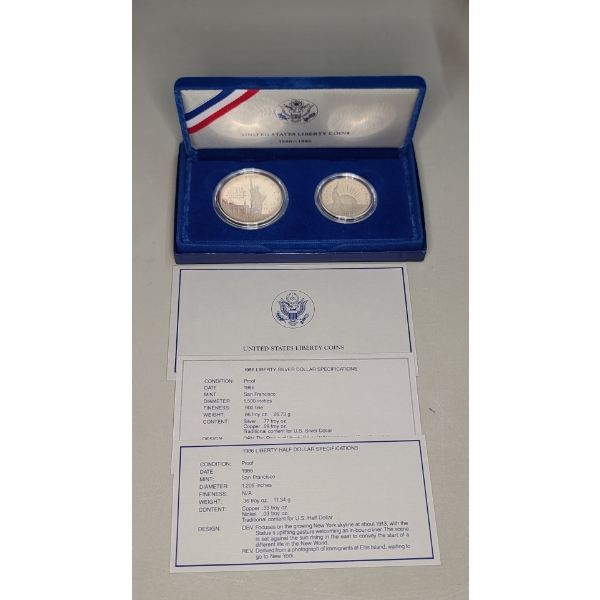 UNITED STATES LIBERTY COINS
1886-1986
UNITED STATES LIBERTY COINS
1986 LIBERTY SILVER DOLLAR SPECIFICATIONS
CONDITION: Proof
DATE 1986
MINT San Francisco
DIAMETER: 1.500 inches
FINENESS: .900 fine
WEIGHT: .86 troy oz. 26.73 g
CONTENT: Silver .77 troy oz.
Copper .09 troy oz.
Traditional content for U.S. Silver Dollar
DESIGN:
1986 LIBERTY HALF DOLLAR SPECIFICATIONS
CONDITION: Proof
DATE 1986
MINT: San Francisco
DIAMETER: 1.205 inches
FINENESS: N/A
WEIGHT: .36 troy oz. 11.34 g
CONTENT: Copper .33 troy oz.
Nickel .03 troy oz.
Traditional content for U.S. Half Dollar
DESIGN: OBV. Focuses on the growing New York skyline at about 1913, with the
Statue's uplifting gesture welcoming an in-bound liner. The scene
is set against the sun rising in the east to convey the start of a
different life in the New World.
REV. Derived from a photograph of immigrants at Ellis Island, waiting to
go to New York.